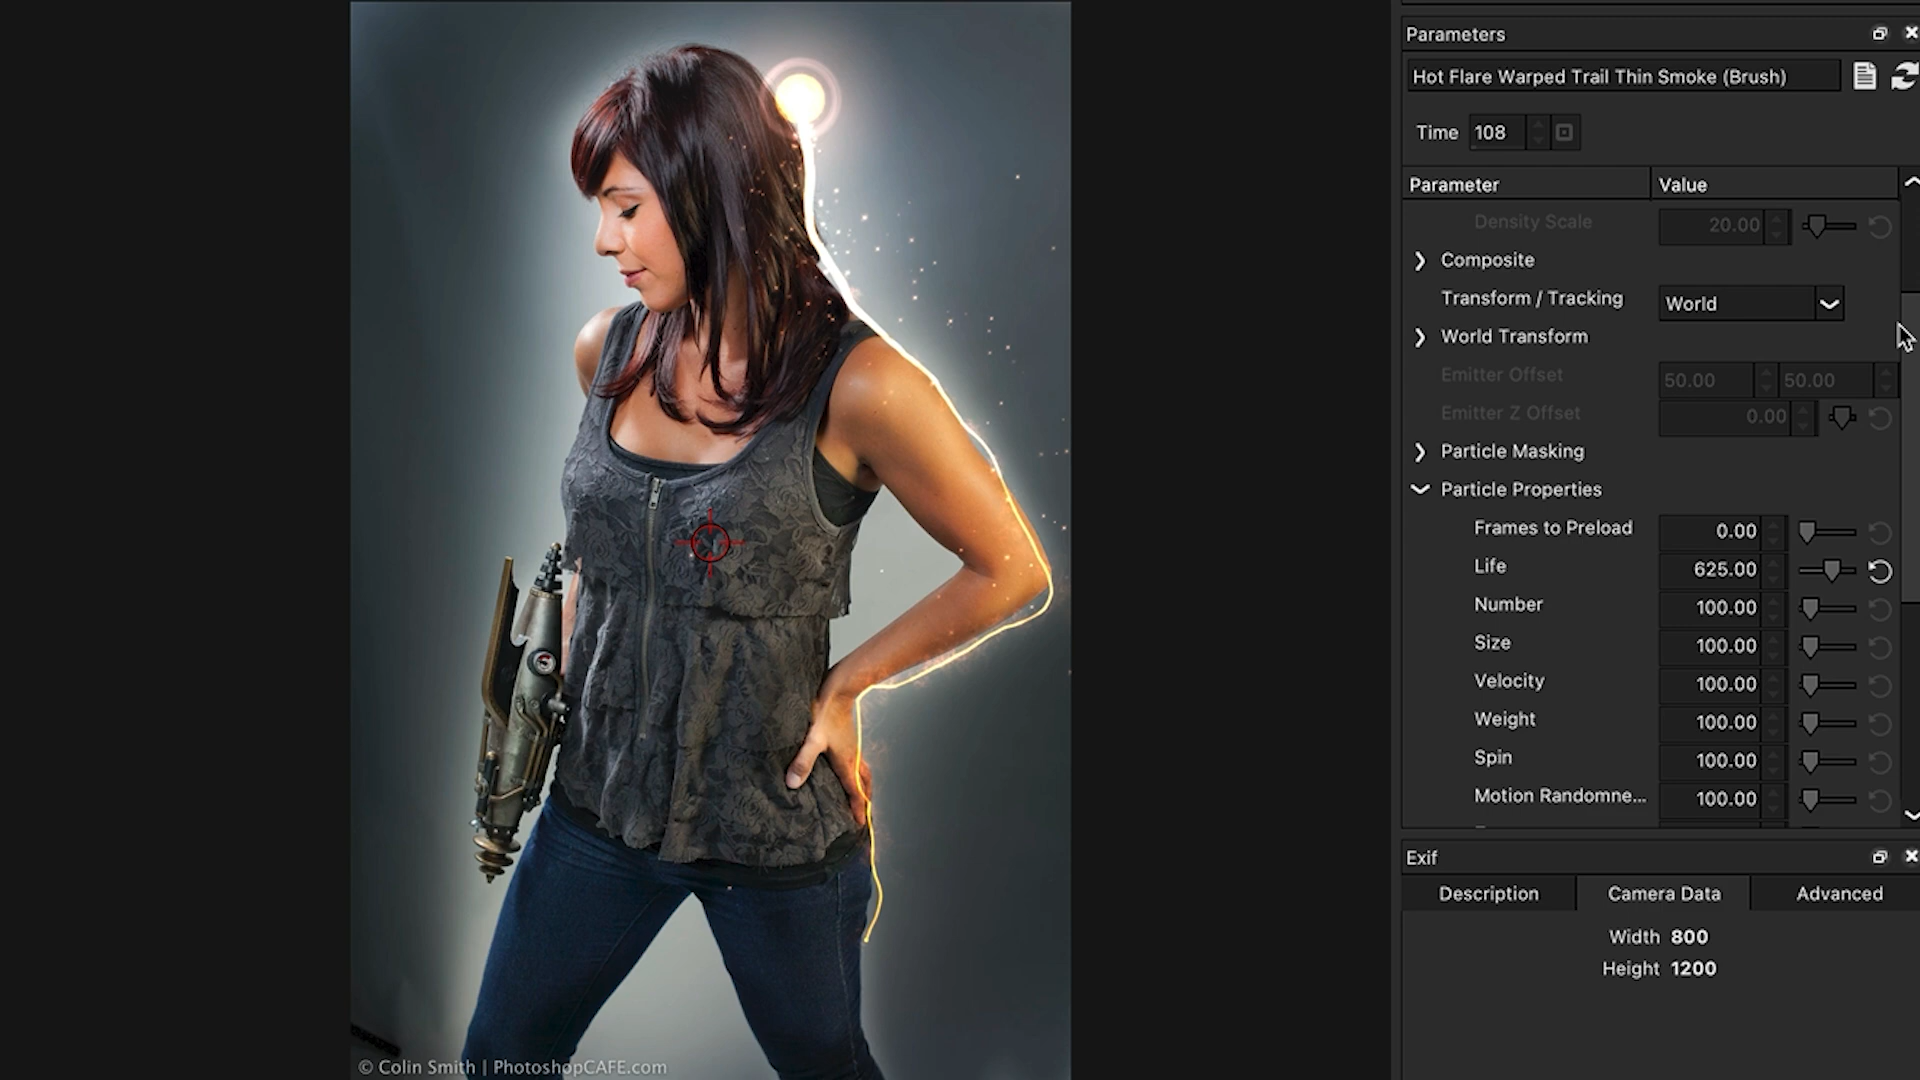 Parameters
Hot Flare Warped Trail Thin Smoke (Brush)
Time 108
Parameter Value
Density Scale 20.00
Composite
Transform / Tracking World
World Transform
Emitter Offset 50.00 50.00
Emitter Z Offset 0.00
Particle Masking
Particle Properties
Frames to Preload 0.00
Life 625.00
Number 100.00
Size 100.00
Velocity 100.00
Weight 100.00
Spin 100.00
Motion Randomne... 100.00
Exif
Description Camera Data Advanced
Width 800
Height 1200
© Colin Smith | PhotoshopCAFE.com